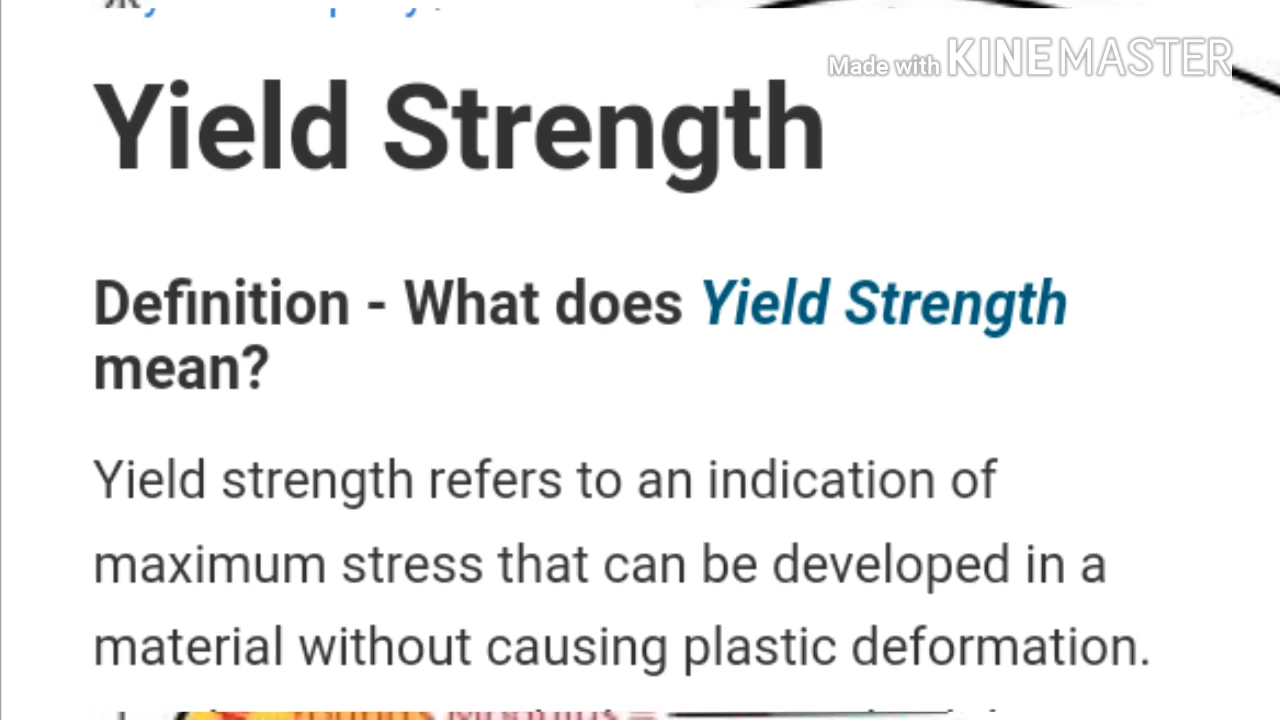 Made with KINEMASTER
Yield Strength
Definition - What does Yield Strength
mean?
Yield strength refers to an indication of
maximum stress that can be developed in a
material without causing plastic deformation.